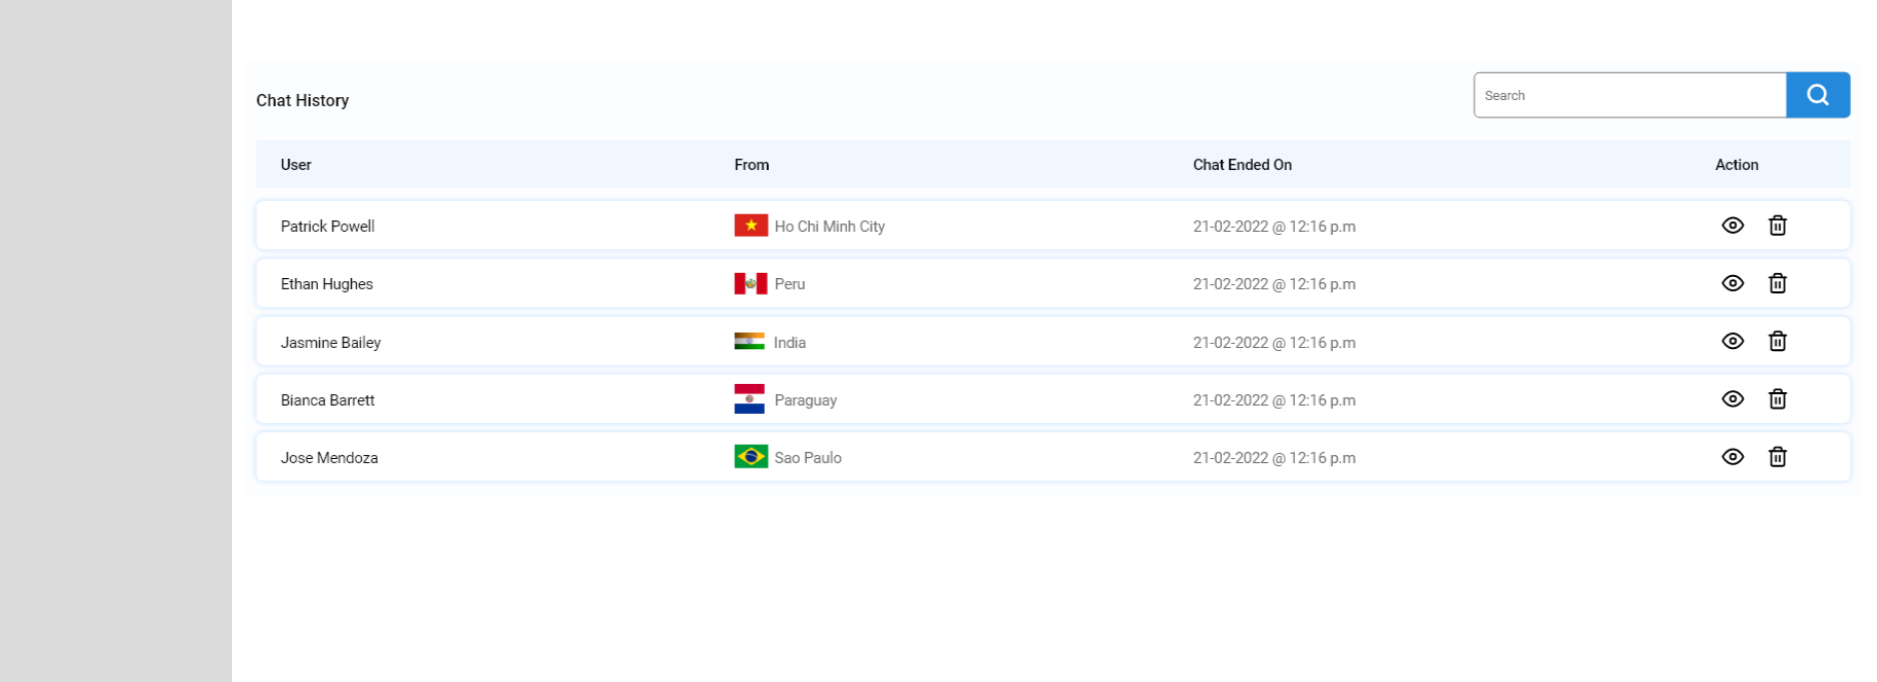 Chat History
Search
User From Chat Ended On Action
Patrick Powell Ho Chi Minh City 21-02-2022 @ 12:16 p.m
Ethan Hughes Peru 21-02-2022 @ 12:16 p.m
Jasmine Bailey India 21-02-2022 @ 12:16 p.m
Bianca Barrett Paraguay 21-02-2022 @ 12:16 p.m
Jose Mendoza Sao Paulo 21-02-2022 @ 12:16 p.m